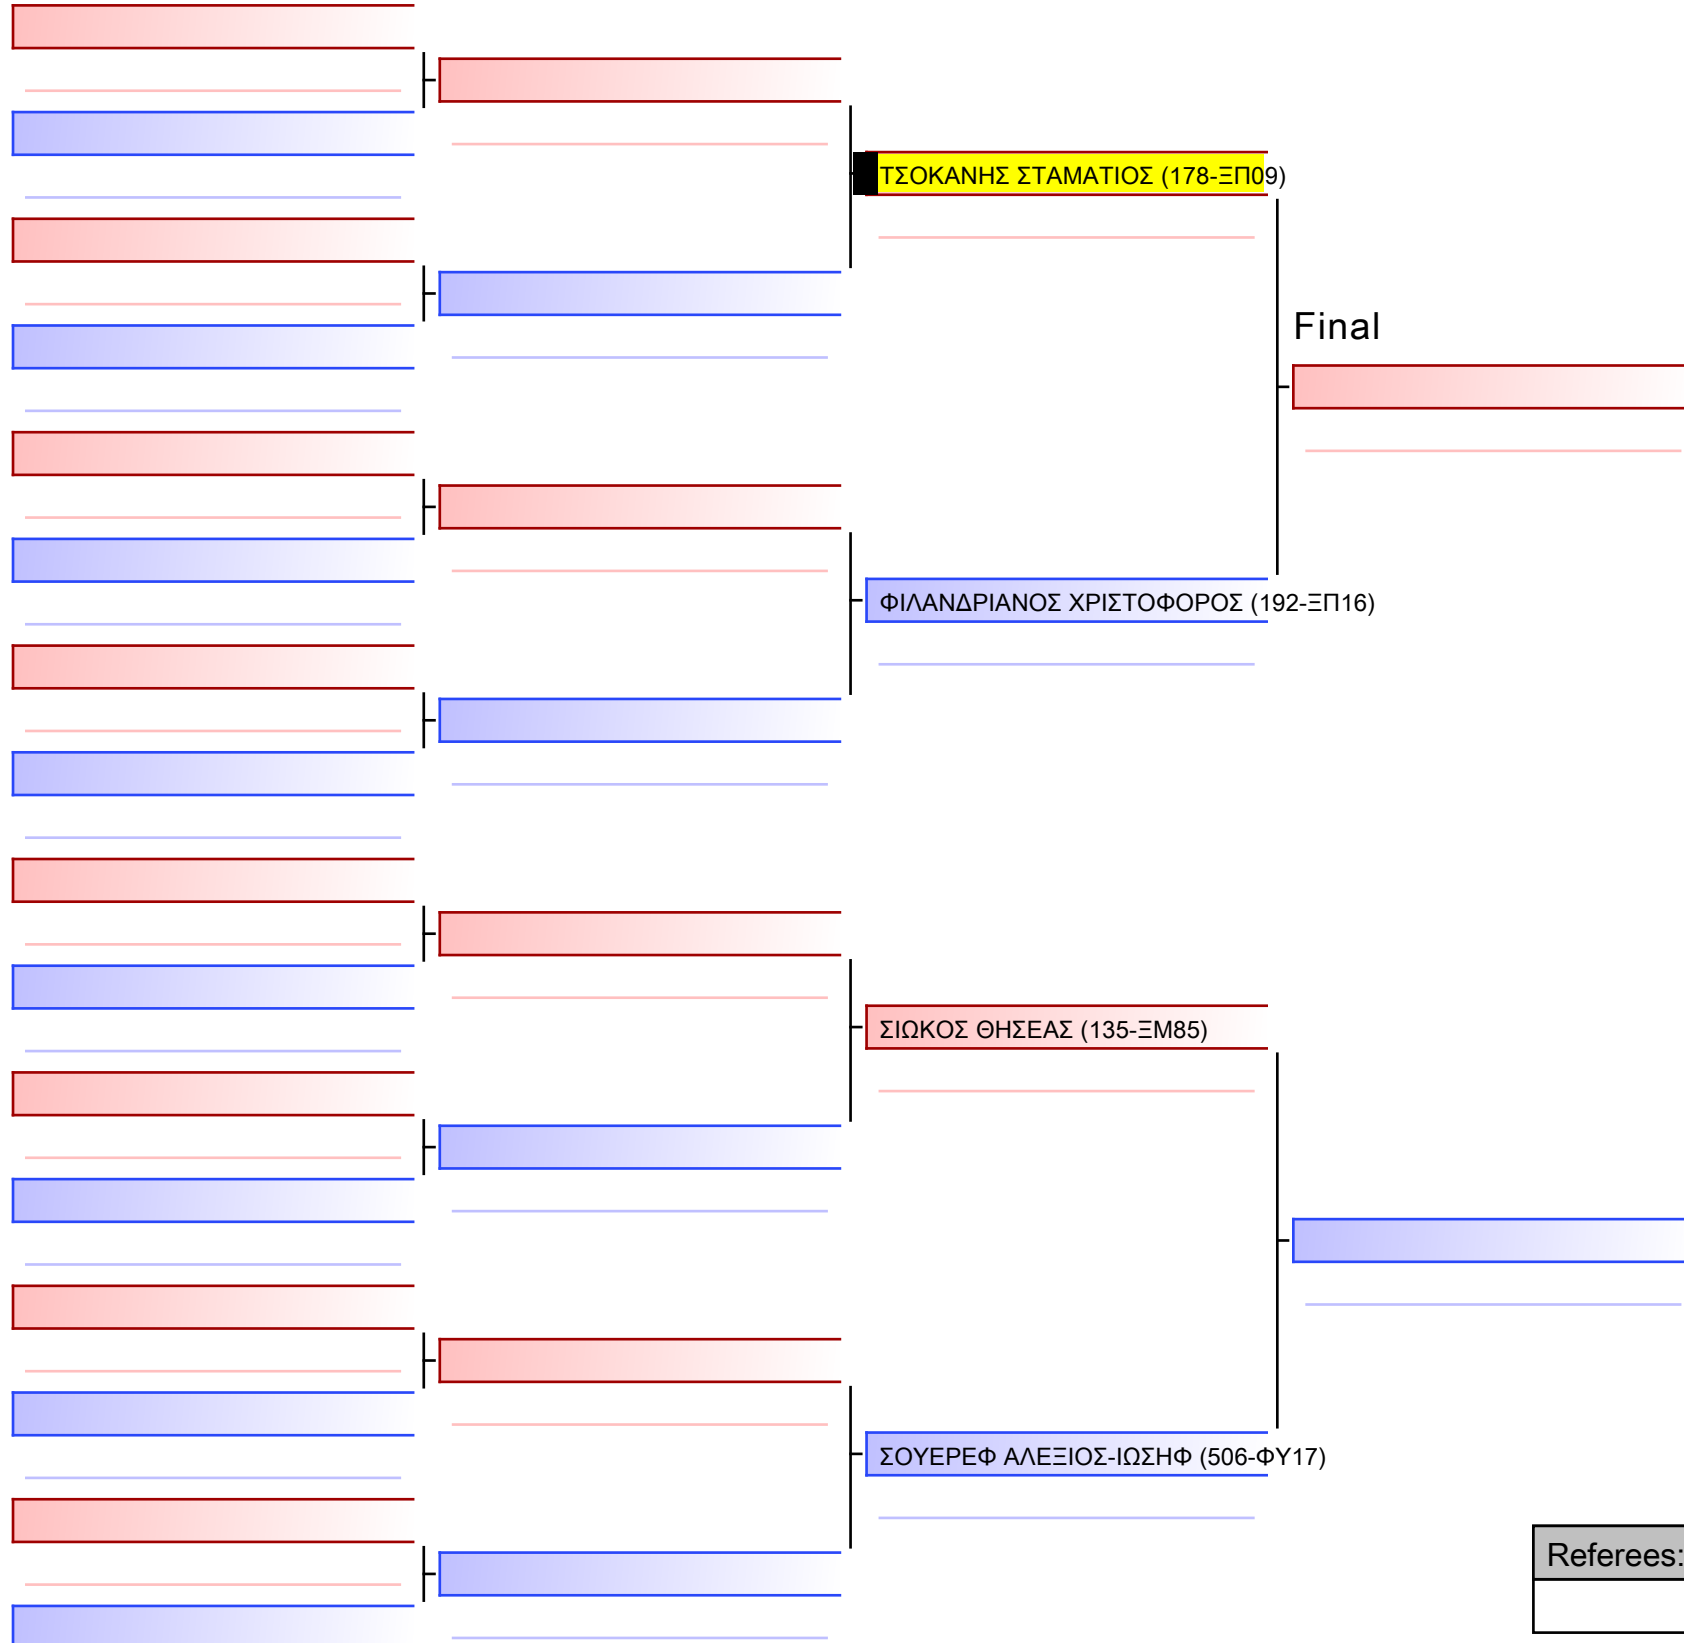 ΤΣΟΚΑΝΗΣ ΣΤΑΜΑΤΙΟΣ (178-ΞΠ09)
Final
ΦΙΛΑΝΔΡΙΑΝΟΣ ΧΡΙΣΤΟΦΟΡΟΣ (192-ΞΠ16)
ΣΙΩΚΟΣ ΘΗΣΕΑΣ (135-ΞΜ85)
ΣΟΥΕΡΕΦ ΑΛΕΞΙΟΣ-ΙΩΣΗΦ (506-ΦΥ17)
Referees: